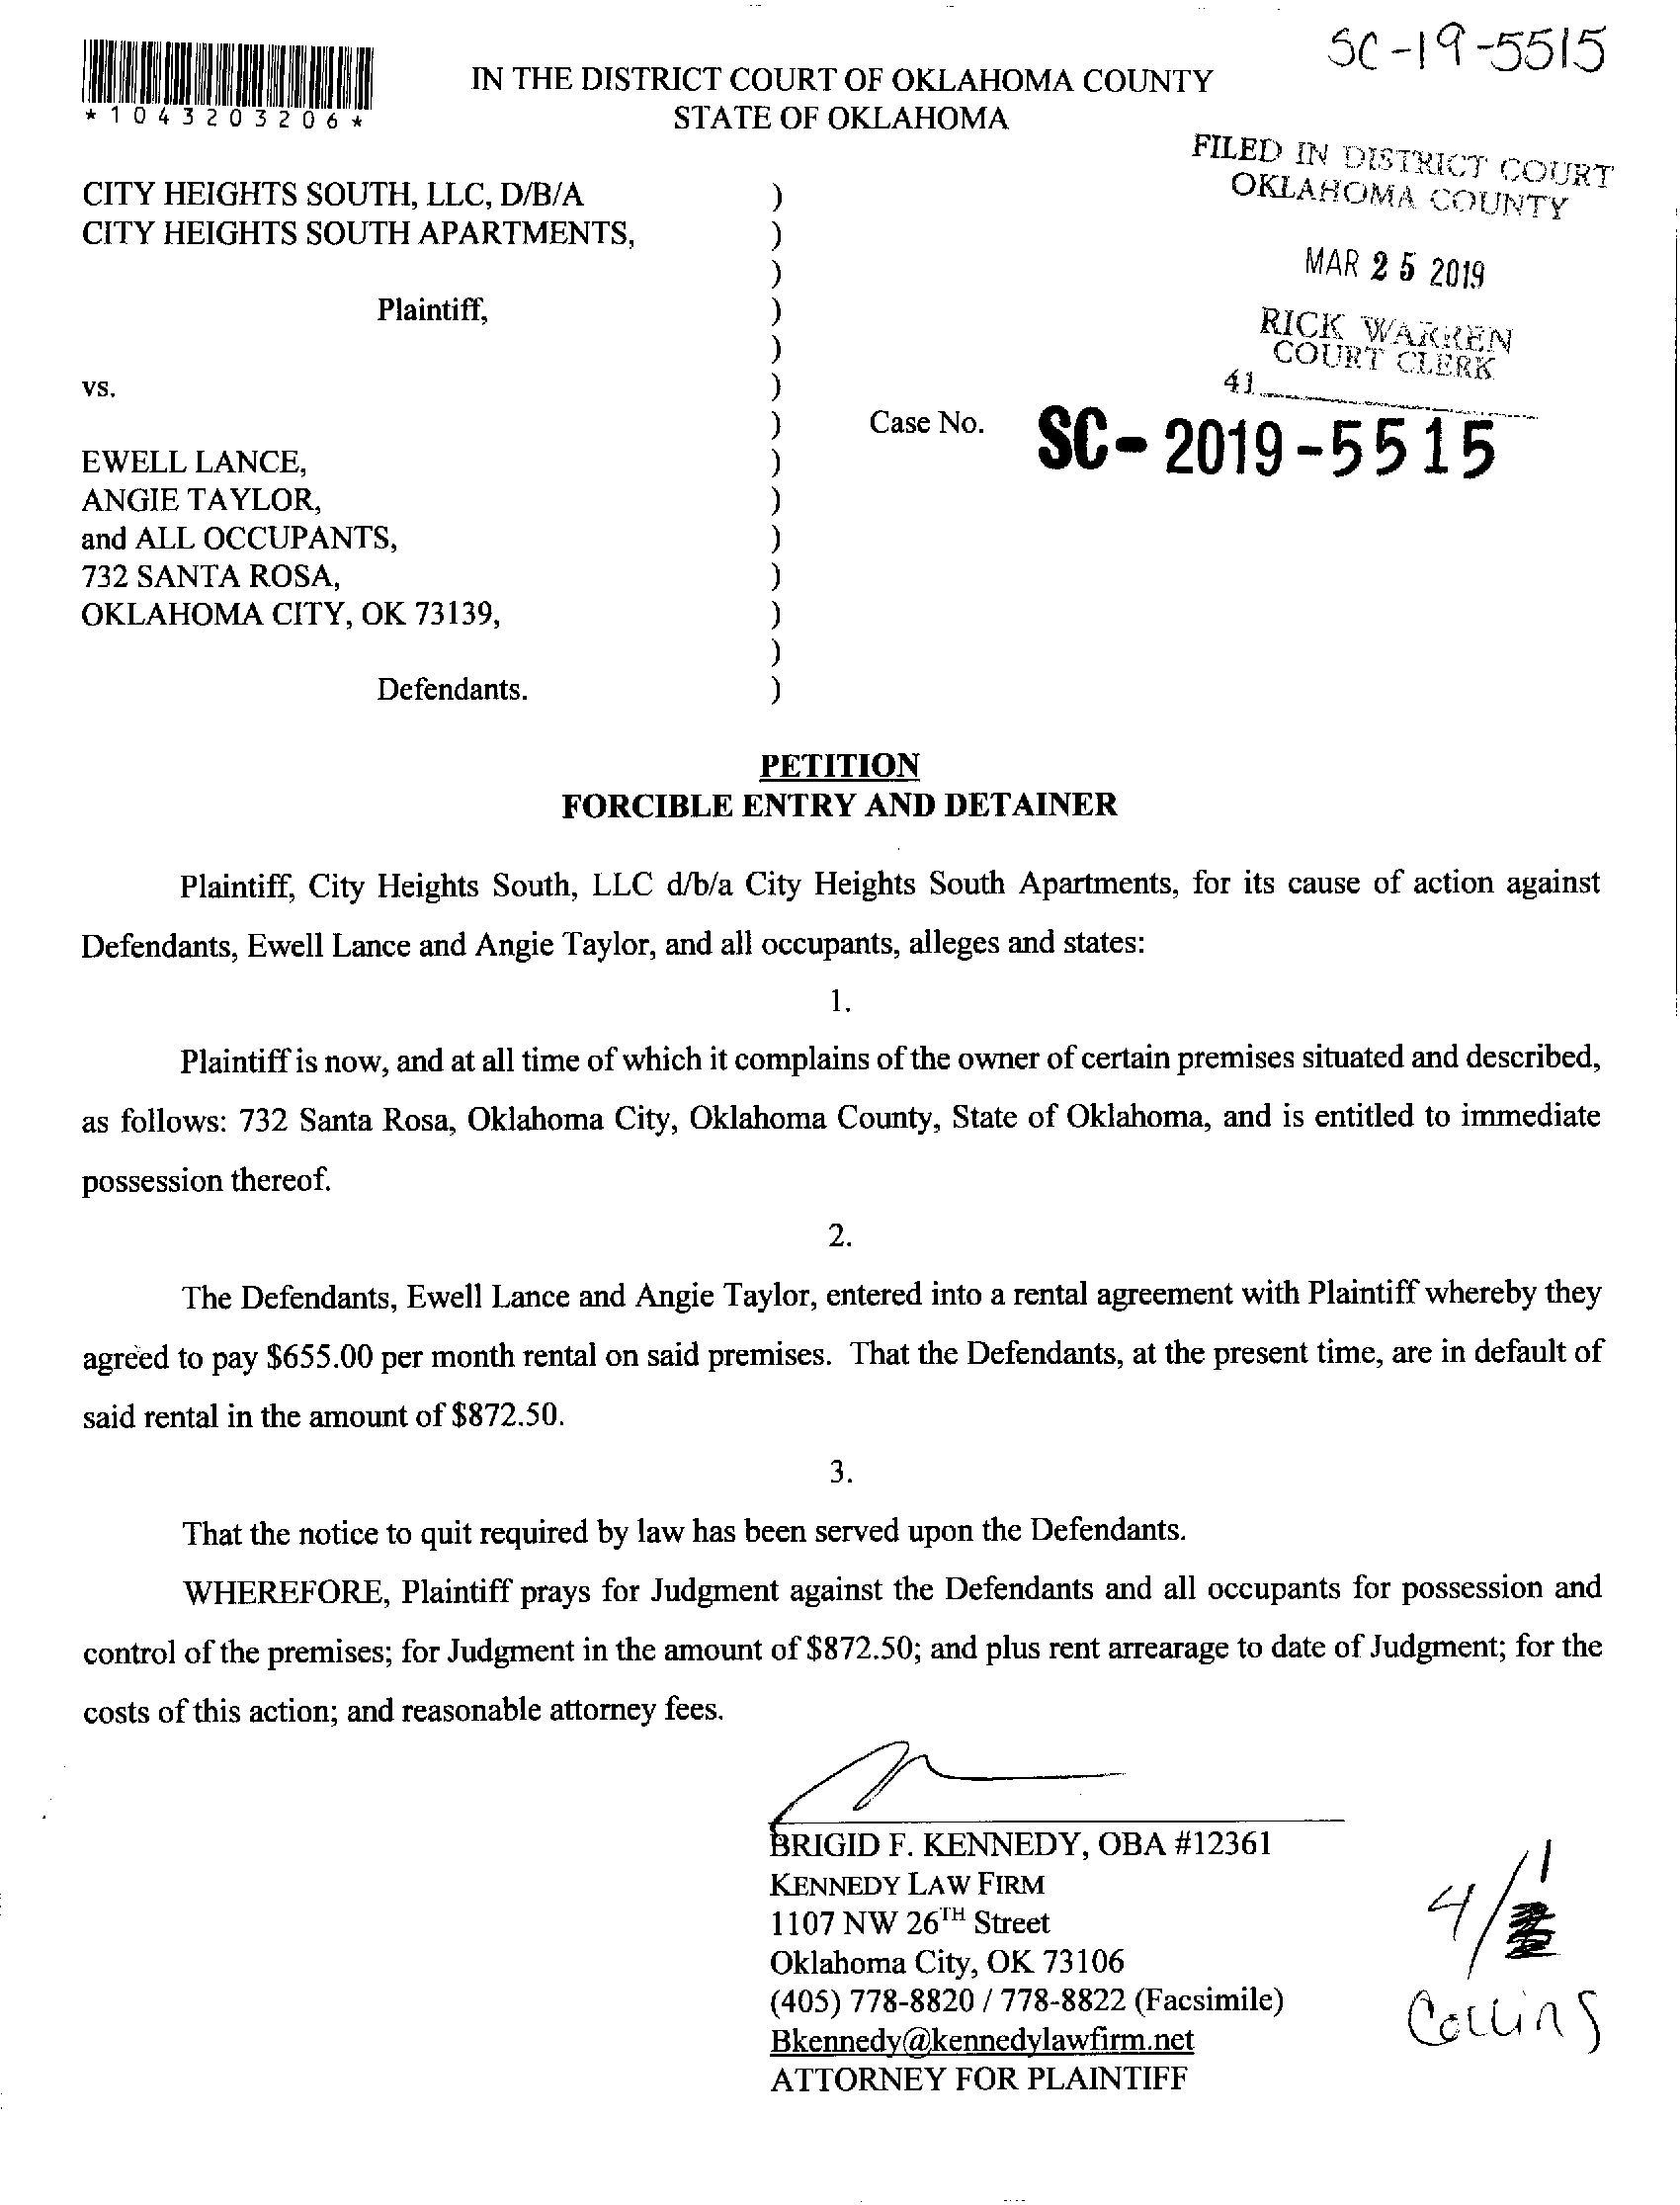 SC-19-5515
*1043203206*
IN THE DISTRICT COURT OF OKLAHOMA COUNTY
STATE OF OKLAHOMA
FILED IN DISTRICT COURT
OKLAHOMA COUNTY
MAR 25 2019
RICK WARREN
COURT CLERK
41
CITY HEIGHTS SOUTH, LLC, D/B/A )
CITY HEIGHTS SOUTH APARTMENTS, )
)
Plaintiff, )
)
vs. )
) Case No. SC-2019-5515
EWELL LANCE, )
ANGIE TAYLOR, )
and ALL OCCUPANTS, )
732 SANTA ROSA, )
OKLAHOMA CITY, OK 73139, )
)
Defendants. )
PETITION
FORCIBLE ENTRY AND DETAINER
Plaintiff, City Heights South, LLC d/b/a City Heights South Apartments, for its cause of action against
Defendants, Ewell Lance and Angie Taylor, and all occupants, alleges and states:
1.
Plaintiff is now, and at all time of which it complains of the owner of certain premises situated and described,
as follows: 732 Santa Rosa, Oklahoma City, Oklahoma County, State of Oklahoma, and is entitled to immediate
possession thereof.
2.
The Defendants, Ewell Lance and Angie Taylor, entered into a rental agreement with Plaintiff whereby they
agreed to pay $655.00 per month rental on said premises. That the Defendants, at the present time, are in default of
said rental in the amount of $872.50.
3.
That the notice to quit required by law has been served upon the Defendants.
WHEREFORE, Plaintiff prays for Judgment against the Defendants and all occupants for possession and
control of the premises; for Judgment in the amount of $872.50; and plus rent arrearage to date of Judgment; for the
costs of this action; and reasonable attorney fees.
BRIGID F. KENNEDY, OBA #12361
KENNEDY LAW FIRM
1107 NW 26TH Street
Oklahoma City, OK 73106
(405) 778-8820 / 778-8822 (Facsimile)
Bkennedy@kennedylawfirm.net
ATTORNEY FOR PLAINTIFF
4/1
Collins